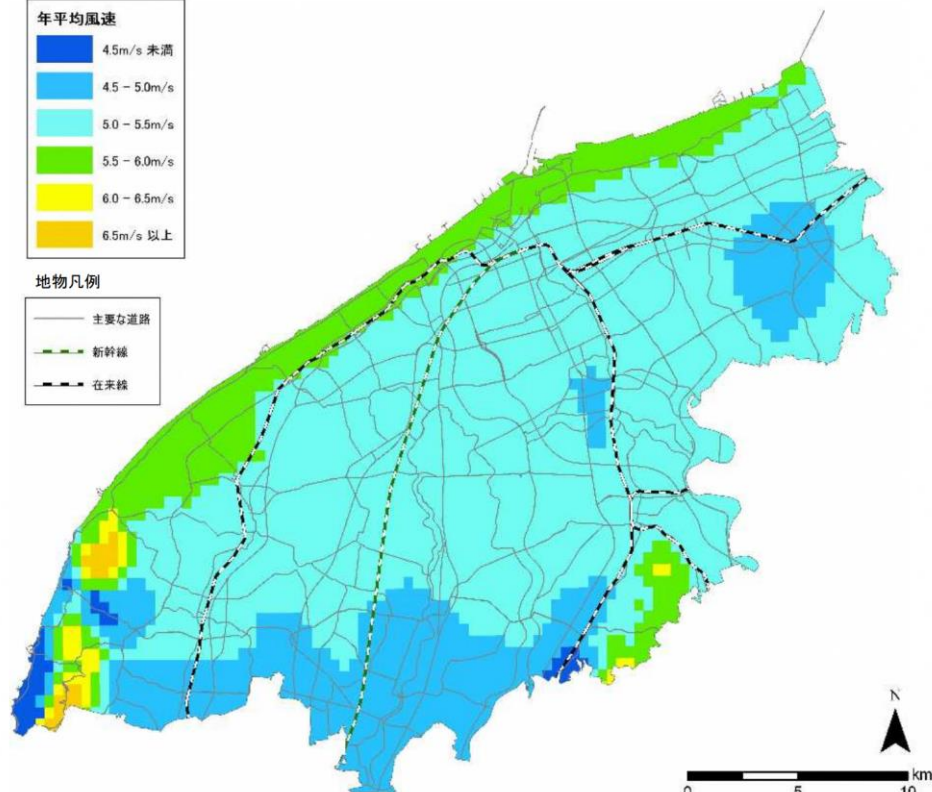 年平均風速
4.5m/s 未満
4.5 - 5.0m/s
5.0 - 5.5m/s
5.5 - 6.0m/s
6.0 - 6.5m/s
6.5m/s 以上
地物凡例
主要な道路
新幹線
在来線
N
km
0 5 10